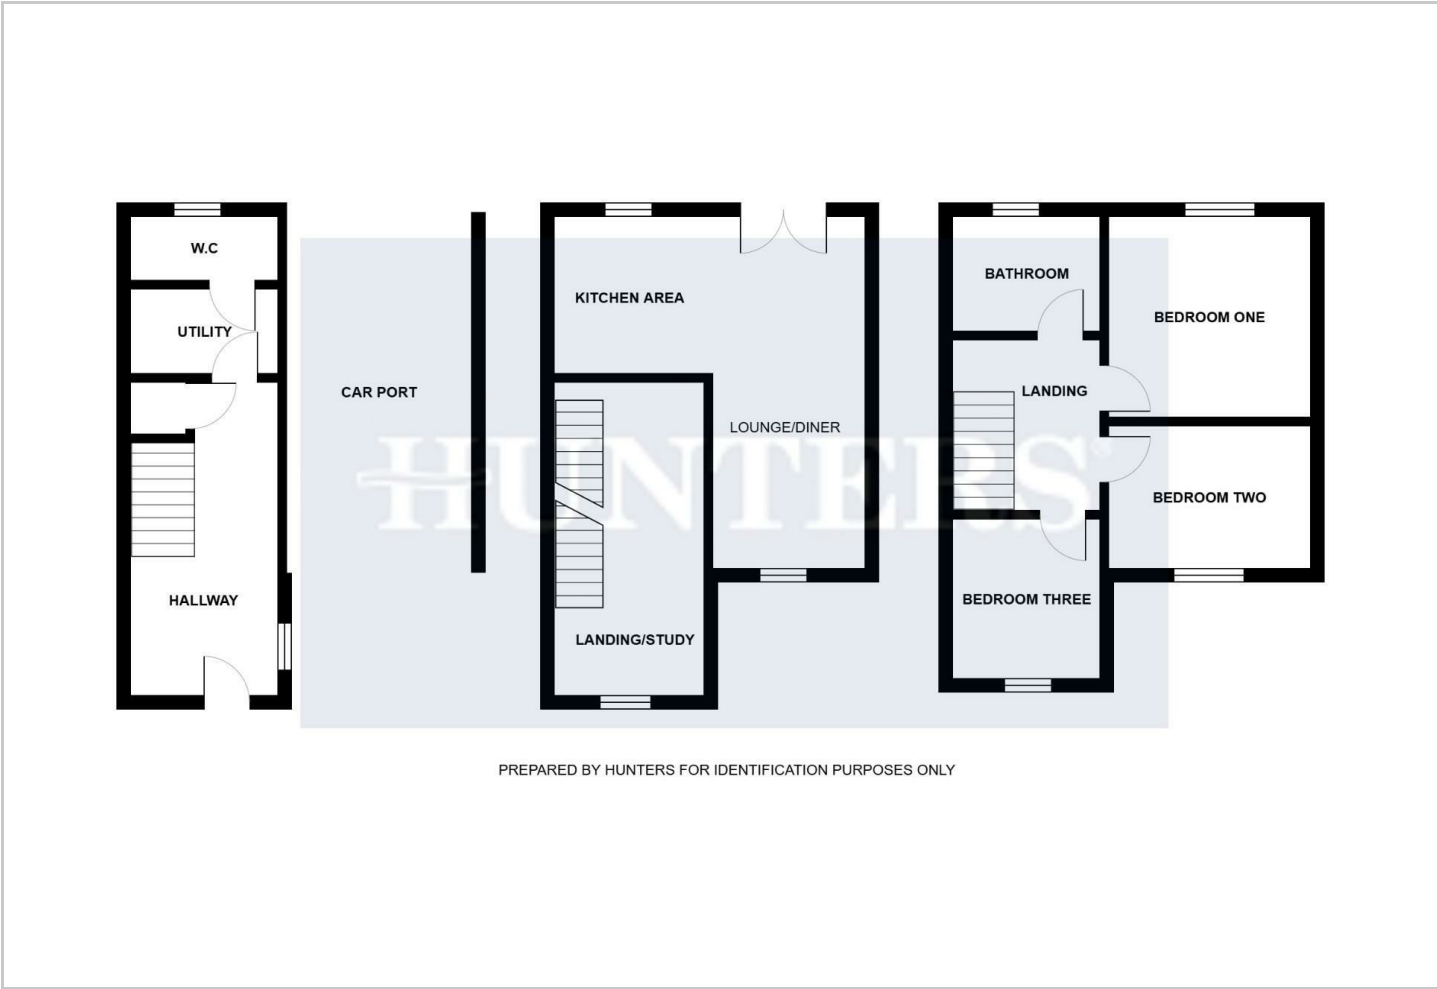 W.C
UTILITY
HALLWAY
CAR PORT
KITCHEN AREA
LOUNGE/DINER
LANDING/STUDY
BATHROOM
BEDROOM ONE
LANDING
BEDROOM TWO
BEDROOM THREE
HUNTERS®
PREPARED BY HUNTERS FOR IDENTIFICATION PURPOSES ONLY